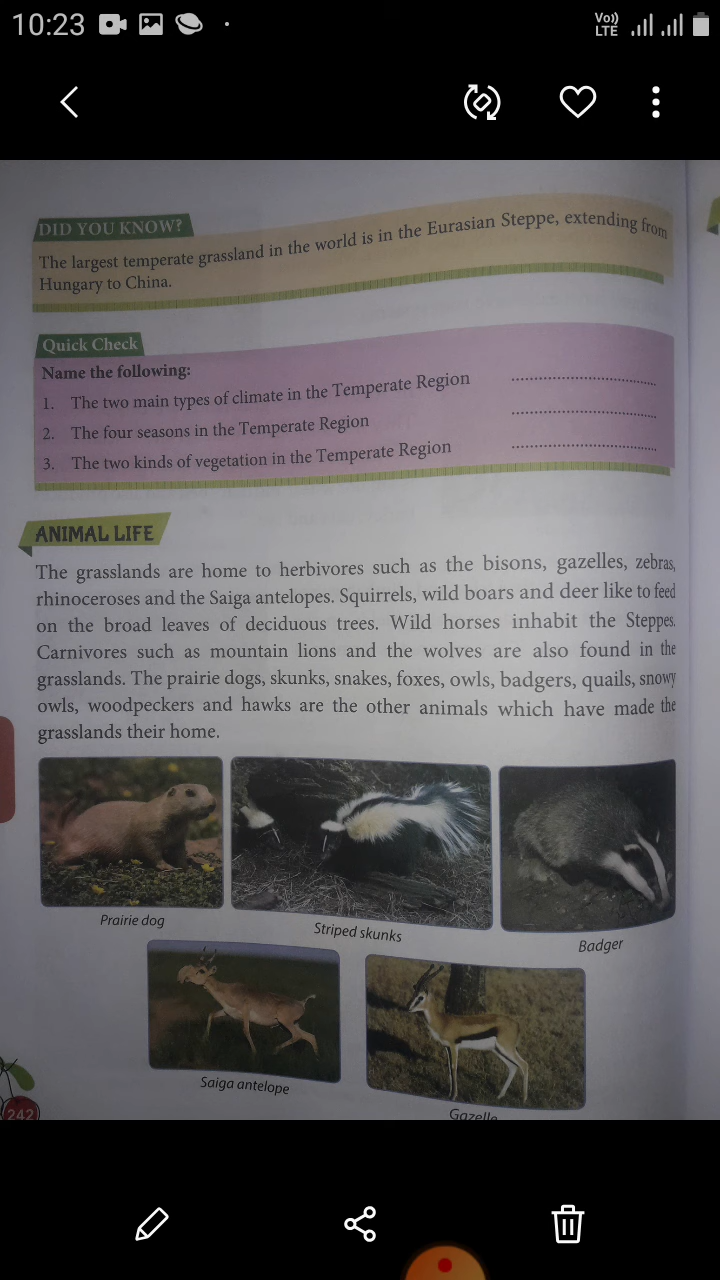 10:23
Vo))
LTE
DID YOU KNOW?
The largest temperate grassland in the world is in the Eurasian Steppe, extending from
Hungary to China.
Quick Check
Name the following:
1. The two main types of climate in the Temperate Region ....................
2. The four seasons in the Temperate Region ....................
3. The two kinds of vegetation in the Temperate Region ....................
ANIMAL LIFE
The grasslands are home to herbivores such as the bisons, gazelles, zebras,
rhinoceroses and the Saiga antelopes. Squirrels, wild boars and deer like to feed
on the broad leaves of deciduous trees. Wild horses inhabit the Steppes.
Carnivores such as mountain lions and the wolves are also found in the
grasslands. The prairie dogs, skunks, snakes, foxes, owls, badgers, quails, snowy
owls, woodpeckers and hawks are the other animals which have made the
grasslands their home.
Prairie dog
Striped skunks
Badger
Saiga antelope
Gazelle
242